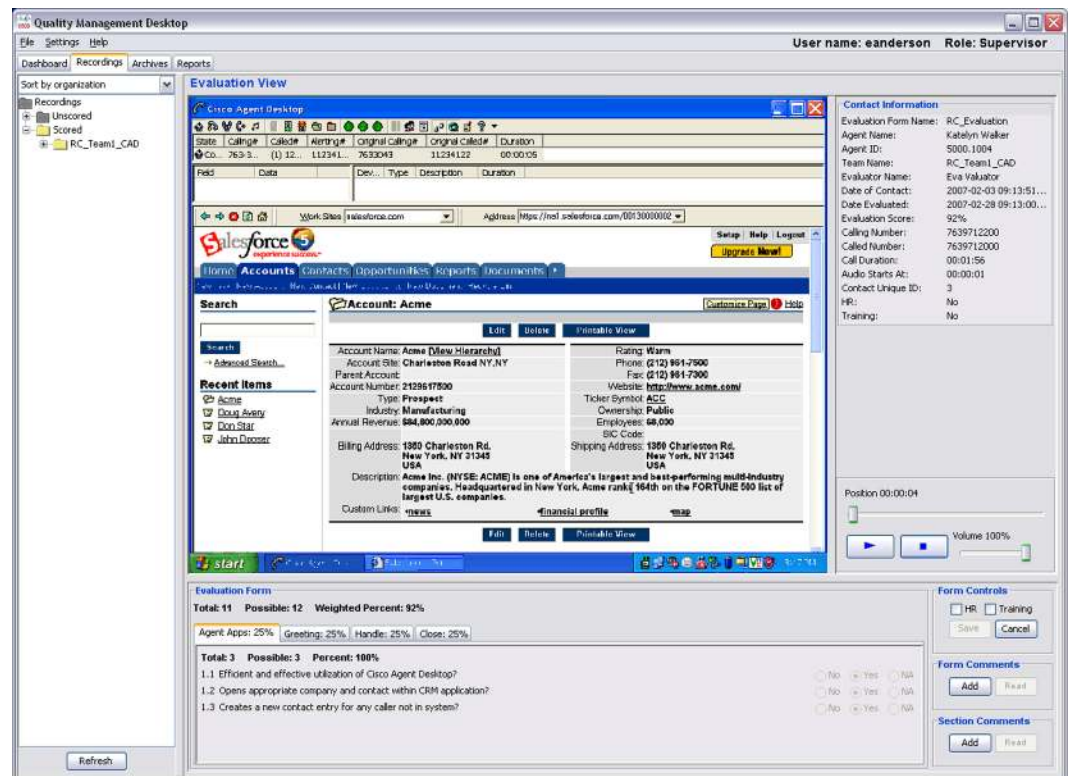 Quality Management Desktop
File Settings Help
User name: eanderson Role: Supervisor
Dashboard Recordings Archives Reports
Sort by organization
Recordings
Unscored
Scored
RC_Team1_CAD
Refresh
Evaluation View
Cisco Agent Desktop
State Calling# Called# Alerting# Original Calling# Original Called# Duration
Co... 763-3... (1) 12... 112341... 7633043 11234122 00:00:05
Field Data Dev... Type Description Duration
Work Sites salesforce.com Address https://na1.salesforce.com/00130000002
salesforce
experience success
Setup Help Logout
Upgrade Now!
Home Accounts Contacts Opportunities Reports Documents
Search
Search
Advanced Search...
Recent Items
Acme
Doug Avery
Don Star
John Dooser
Account: Acme
Customize Page Help
Edit Delete Printable View
Account Name: Acme [View Hierarchy]
Account Site: Charleston Road NY.NY
Parent Account:
Account Number: 2129617500
Type: Prospect
Industry: Manufacturing
Annual Revenue: $84,800,000,000
Rating: Warm
Phone: (212) 961-7500
Fax: (212) 961-7300
Website: http://www.acme.com/
Ticker Symbol: ACC
Ownership: Public
Employees: 68,000
SIC Code:
Billing Address: 1350 Charleston Rd.
New York, NY 31345
USA
Shipping Address: 1350 Charleston Rd.
New York, NY 31345
USA
Description: Acme Inc. (NYSE: ACME) is one of America's largest and best-performing multi-industry
companies. Headquartered in New York, Acme ranks 164th on the FORTUNE 500 list of
largest U.S. companies.
Custom Links: news financial profile map
Edit Delete Printable View
start
Contact Information
Evaluation Form Name: RC_Evaluation
Agent Name: Katelyn Walker
Agent ID: 5000.1004
Team Name: RC_Team1_CAD
Evaluator Name: Eva Valuator
Date of Contact: 2007-02-03 09:13:51...
Date Evaluated: 2007-02-28 09:13:00...
Evaluation Score: 92%
Calling Number: 7639712200
Called Number: 7639712000
Call Duration: 00:01:56
Audio Starts At: 00:00:01
Contact Unique ID: 3
HR: No
Training: No
Position 00:00:04
Volume 100%
Evaluation Form
Total: 11 Possible: 12 Weighted Percent: 92%
Agent Apps: 25% Greeting: 25% Handle: 25% Close: 25%
Total: 3 Possible: 3 Percent: 100%
1.1 Efficient and effective utilization of Cisco Agent Desktop? No Yes NA
1.2 Opens appropriate company and contact within CRM application? No Yes NA
1.3 Creates a new contact entry for any caller not in system? No Yes NA
Form Controls
HR Training
Save Cancel
Form Comments
Add Read
Section Comments
Add Read